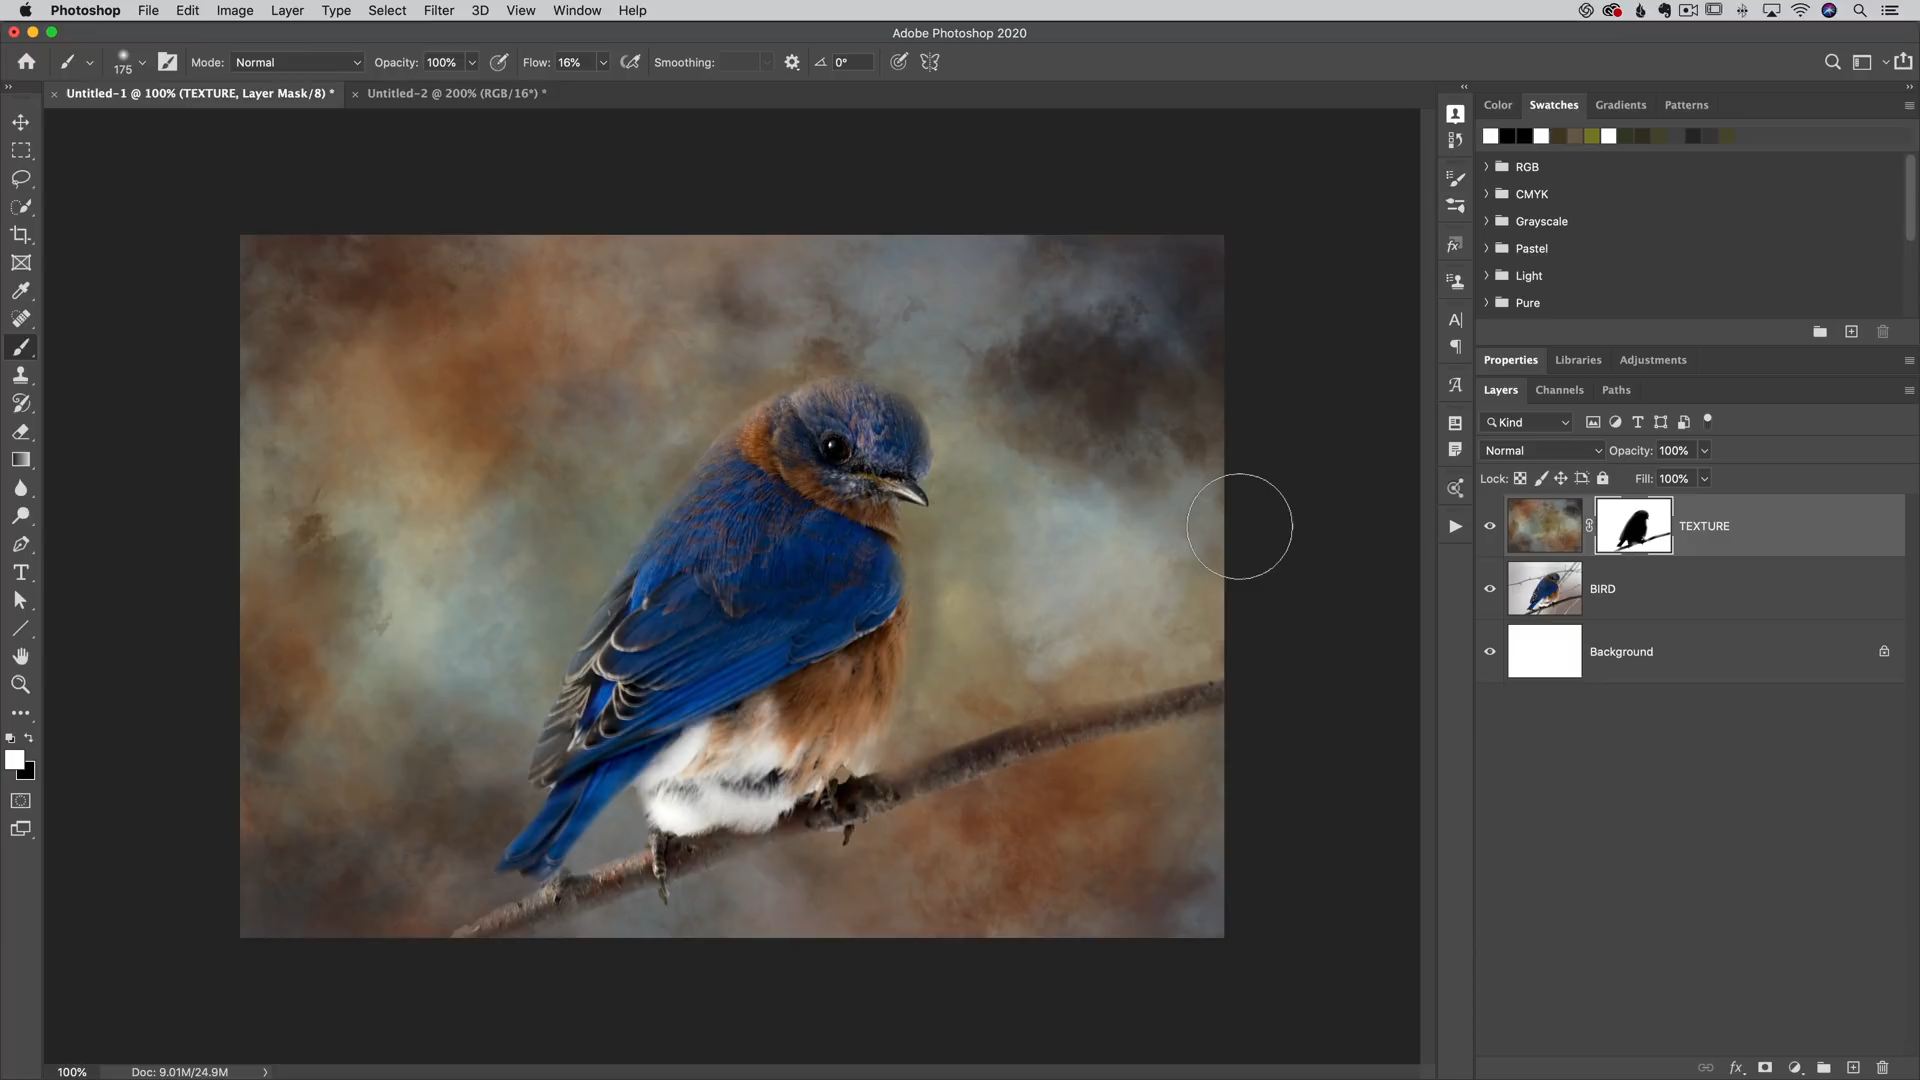 Photoshop File Edit Image Layer Type Select Filter 3D View Window Help
Adobe Photoshop 2020
175 Mode: Normal Opacity: 100% Flow: 16% Smoothing: 0°
Untitled-1 @ 100% (TEXTURE, Layer Mask/8) * Untitled-2 @ 200% (RGB/16*) *
Color Swatches Gradients Patterns
RGB
CMYK
Grayscale
Pastel
Light
Pure
Properties Libraries Adjustments
Layers Channels Paths
Kind
Normal Opacity: 100%
Lock: Fill: 100%
TEXTURE
BIRD
Background
100% Doc: 9.01M/24.9M